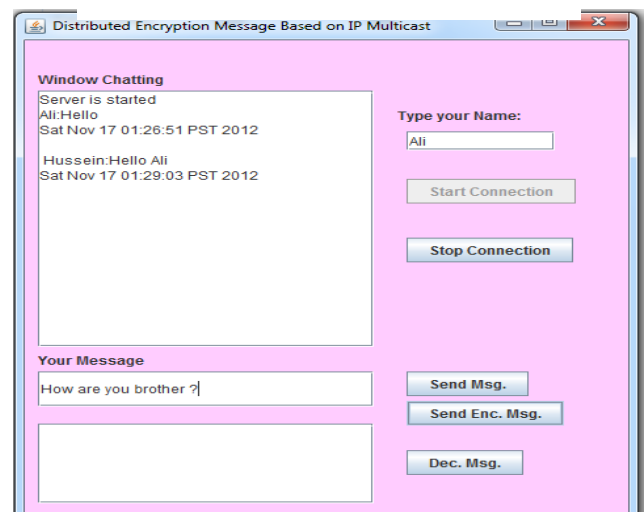 Distributed Encryption Message Based on IP Multicast
Window Chatting
Server is started
Ali:Hello
Sat Nov 17 01:26:51 PST 2012
Hussein:Hello Ali
Sat Nov 17 01:29:03 PST 2012
Type your Name:
Ali
Start Connection
Stop Connection
Your Message
How are you brother ?
Send Msg.
Send Enc. Msg.
Dec. Msg.